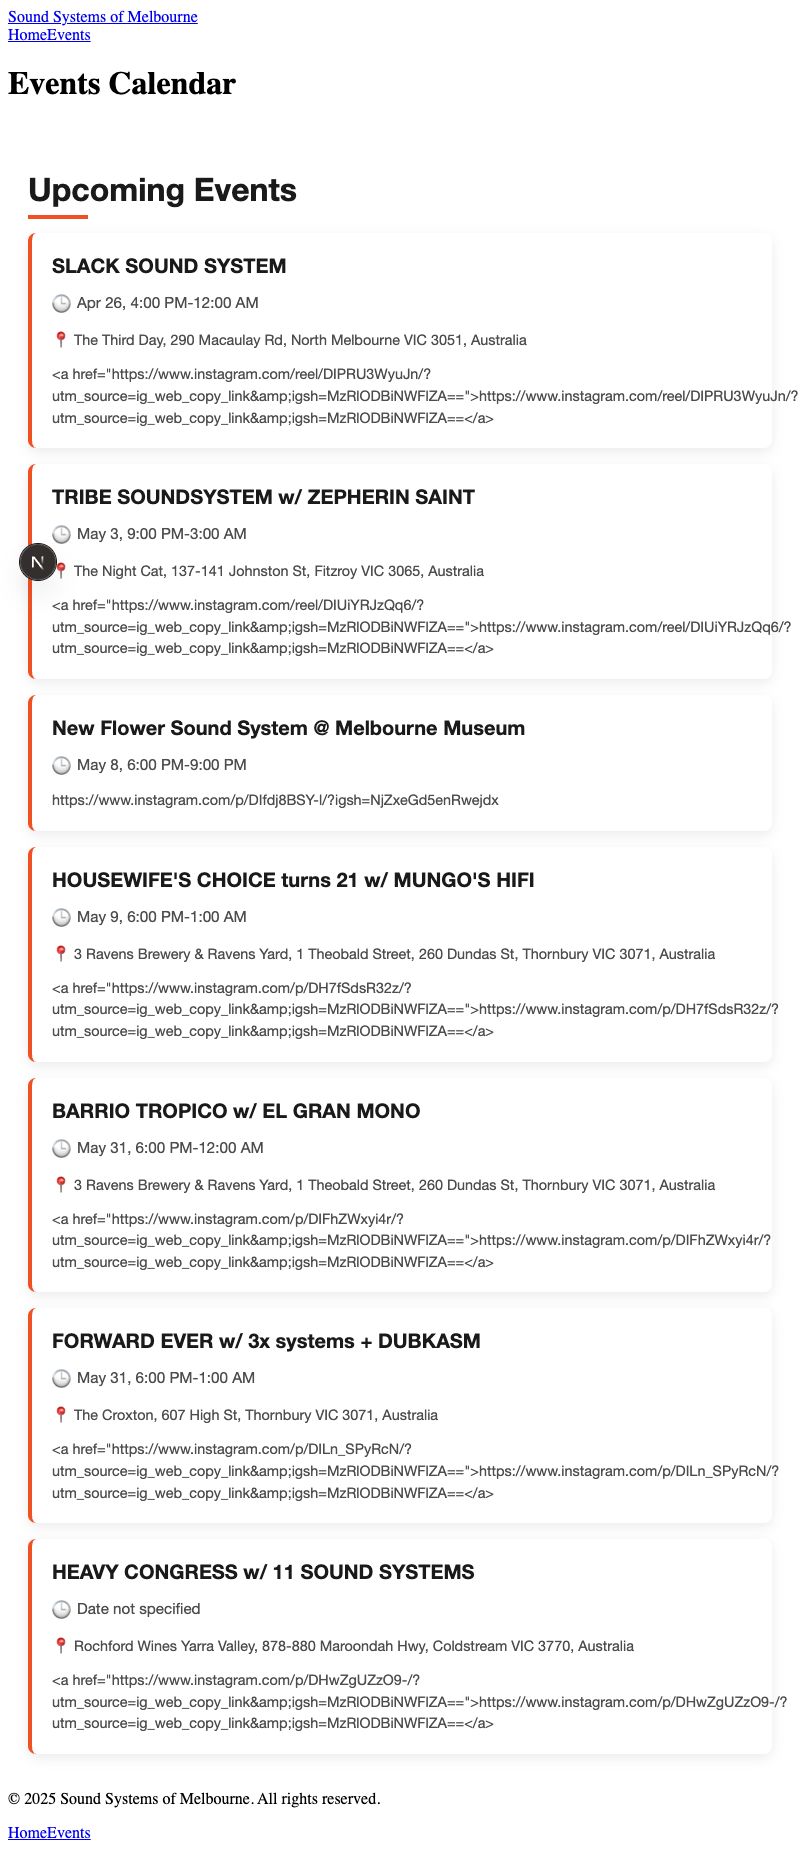 Sound Systems of Melbourne
HomeEvents
Events Calendar
Upcoming Events
SLACK SOUND SYSTEM
Apr 26, 4:00 PM-12:00 AM
The Third Day, 290 Macaulay Rd, North Melbourne VIC 3051, Australia
<a href="https://www.instagram.com/reel/DIPRU3WyuJn/?
utm_source=ig_web_copy_link&amp;igsh=MzRlODBiNWFlZA==">https://www.instagram.com/reel/DIPRU3WyuJn/?
utm_source=ig_web_copy_link&amp;igsh=MzRlODBiNWFlZA==</a>
TRIBE SOUNDSYSTEM w/ ZEPHERIN SAINT
May 3, 9:00 PM-3:00 AM
N
The Night Cat, 137-141 Johnston St, Fitzroy VIC 3065, Australia
<a href="https://www.instagram.com/reel/DIUiYRJzQq6/?
utm_source=ig_web_copy_link&amp;igsh=MzRlODBiNWFlZA==">https://www.instagram.com/reel/DIUiYRJzQq6/?
utm_source=ig_web_copy_link&amp;igsh=MzRlODBiNWFlZA==</a>
New Flower Sound System @ Melbourne Museum
May 8, 6:00 PM-9:00 PM
https://www.instagram.com/p/DIfdj8BSY-l/?igsh=NjZxeGd5enRwejdx
HOUSEWIFE'S CHOICE turns 21 w/ MUNGO'S HIFI
May 9, 6:00 PM-1:00 AM
3 Ravens Brewery & Ravens Yard, 1 Theobald Street, 260 Dundas St, Thornbury VIC 3071, Australia
<a href="https://www.instagram.com/p/DH7fSdsR32z/?
utm_source=ig_web_copy_link&amp;igsh=MzRlODBiNWFlZA==">https://www.instagram.com/p/DH7fSdsR32z/?
utm_source=ig_web_copy_link&amp;igsh=MzRlODBiNWFlZA==</a>
BARRIO TROPICO w/ EL GRAN MONO
May 31, 6:00 PM-12:00 AM
3 Ravens Brewery & Ravens Yard, 1 Theobald Street, 260 Dundas St, Thornbury VIC 3071, Australia
<a href="https://www.instagram.com/p/DIFhZWxyi4r/?
utm_source=ig_web_copy_link&amp;igsh=MzRlODBiNWFlZA==">https://www.instagram.com/p/DIFhZWxyi4r/?
utm_source=ig_web_copy_link&amp;igsh=MzRlODBiNWFlZA==</a>
FORWARD EVER w/ 3x systems + DUBKASM
May 31, 6:00 PM-1:00 AM
The Croxton, 607 High St, Thornbury VIC 3071, Australia
<a href="https://www.instagram.com/p/DILn_SPyRcN/?
utm_source=ig_web_copy_link&amp;igsh=MzRlODBiNWFlZA==">https://www.instagram.com/p/DILn_SPyRcN/?
utm_source=ig_web_copy_link&amp;igsh=MzRlODBiNWFlZA==</a>
HEAVY CONGRESS w/ 11 SOUND SYSTEMS
Date not specified
Rochford Wines Yarra Valley, 878-880 Maroondah Hwy, Coldstream VIC 3770, Australia
<a href="https://www.instagram.com/p/DHwZgUZzO9-/?
utm_source=ig_web_copy_link&amp;igsh=MzRlODBiNWFlZA==">https://www.instagram.com/p/DHwZgUZzO9-/?
utm_source=ig_web_copy_link&amp;igsh=MzRlODBiNWFlZA==</a>
© 2025 Sound Systems of Melbourne. All rights reserved.
HomeEvents